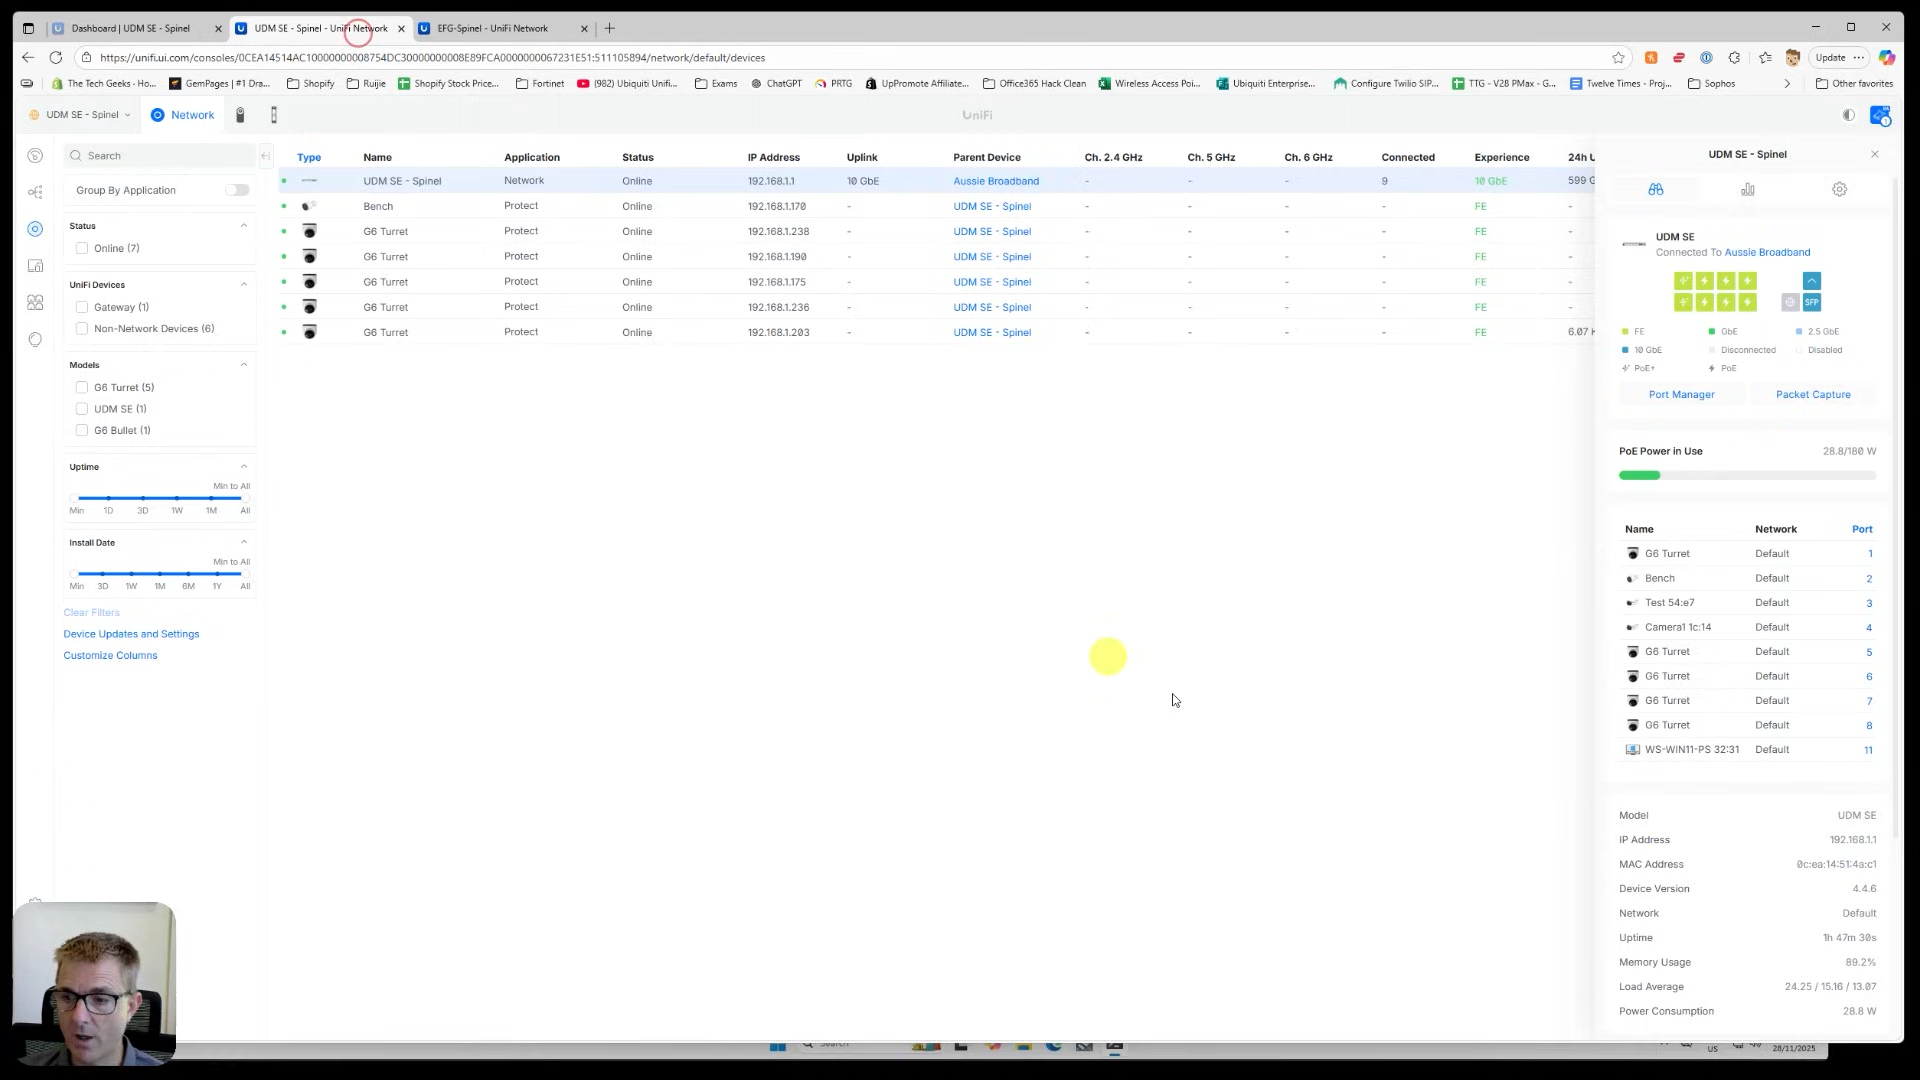 Dashboard | UDM SE - Spinel
UDM SE - Spinel - UniFi Network
EFG-Spinel - UniFi Network
https://unifi.ui.com/consoles/0CEA14514AC10000000008754DC30000000008E89FCA0000000067231E51:511105894/network/default/devices
Update
The Tech Geeks - Ho...
GemPages | #1 Dra...
Shopify
Ruijie
Shopify Stock Price...
Fortinet
(982) Ubiquiti Unifi...
Exams
ChatGPT
PRTG
UpPromote Affiliate...
Office365 Hack Clean
Wireless Access Poi...
Ubiquiti Enterprise...
Configure Twilio SIP...
TTG - V28 PMax - G...
Twelve Times - Proj...
Sophos
Other favorites
UDM SE - Spinel
Network
UniFi
Search
Group By Application
Status
Online (7)
UniFi Devices
Gateway (1)
Non-Network Devices (6)
Models
G6 Turret (5)
UDM SE (1)
G6 Bullet (1)
Uptime
Min to All
Min 1D 3D 1W 1M All
Install Date
Min to All
Min 3D 1W 1M 6M 1Y All
Clear Filters
Device Updates and Settings
Customize Columns
Type Name Application Status IP Address Uplink Parent Device Ch. 2.4 GHz Ch. 5 GHz Ch. 6 GHz Connected Experience 24h U
UDM SE - Spinel Network Online 192.168.1.1 10 GbE Aussie Broadband - - - 9 10 GbE 599 G
Bench Protect Online 192.168.1.170 - UDM SE - Spinel - - - - FE -
G6 Turret Protect Online 192.168.1.238 - UDM SE - Spinel - - - - FE -
G6 Turret Protect Online 192.168.1.190 - UDM SE - Spinel - - - - FE -
G6 Turret Protect Online 192.168.1.175 - UDM SE - Spinel - - - - FE -
G6 Turret Protect Online 192.168.1.236 - UDM SE - Spinel - - - - FE -
G6 Turret Protect Online 192.168.1.203 - UDM SE - Spinel - - - - FE 6.07 K
UDM SE - Spinel
UDM SE
Connected To Aussie Broadband
SFP
FE GbE 2.5 GbE
10 GbE Disconnected Disabled
PoE+ PoE
Port Manager Packet Capture
PoE Power in Use 28.8/180 W
Name Network Port
G6 Turret Default 1
Bench Default 2
Test 54:e7 Default 3
Camera1 1c:14 Default 4
G6 Turret Default 5
G6 Turret Default 6
G6 Turret Default 7
G6 Turret Default 8
WS-WIN11-PS 32:31 Default 11
Model UDM SE
IP Address 192.168.1.1
MAC Address 0c:ea:14:51:4a:c1
Device Version 4.4.6
Network Default
Uptime 1h 47m 30s
Memory Usage 89.2%
Load Average 24.25 / 15.16 / 13.07
Power Consumption 28.8 W
US
28/11/2025